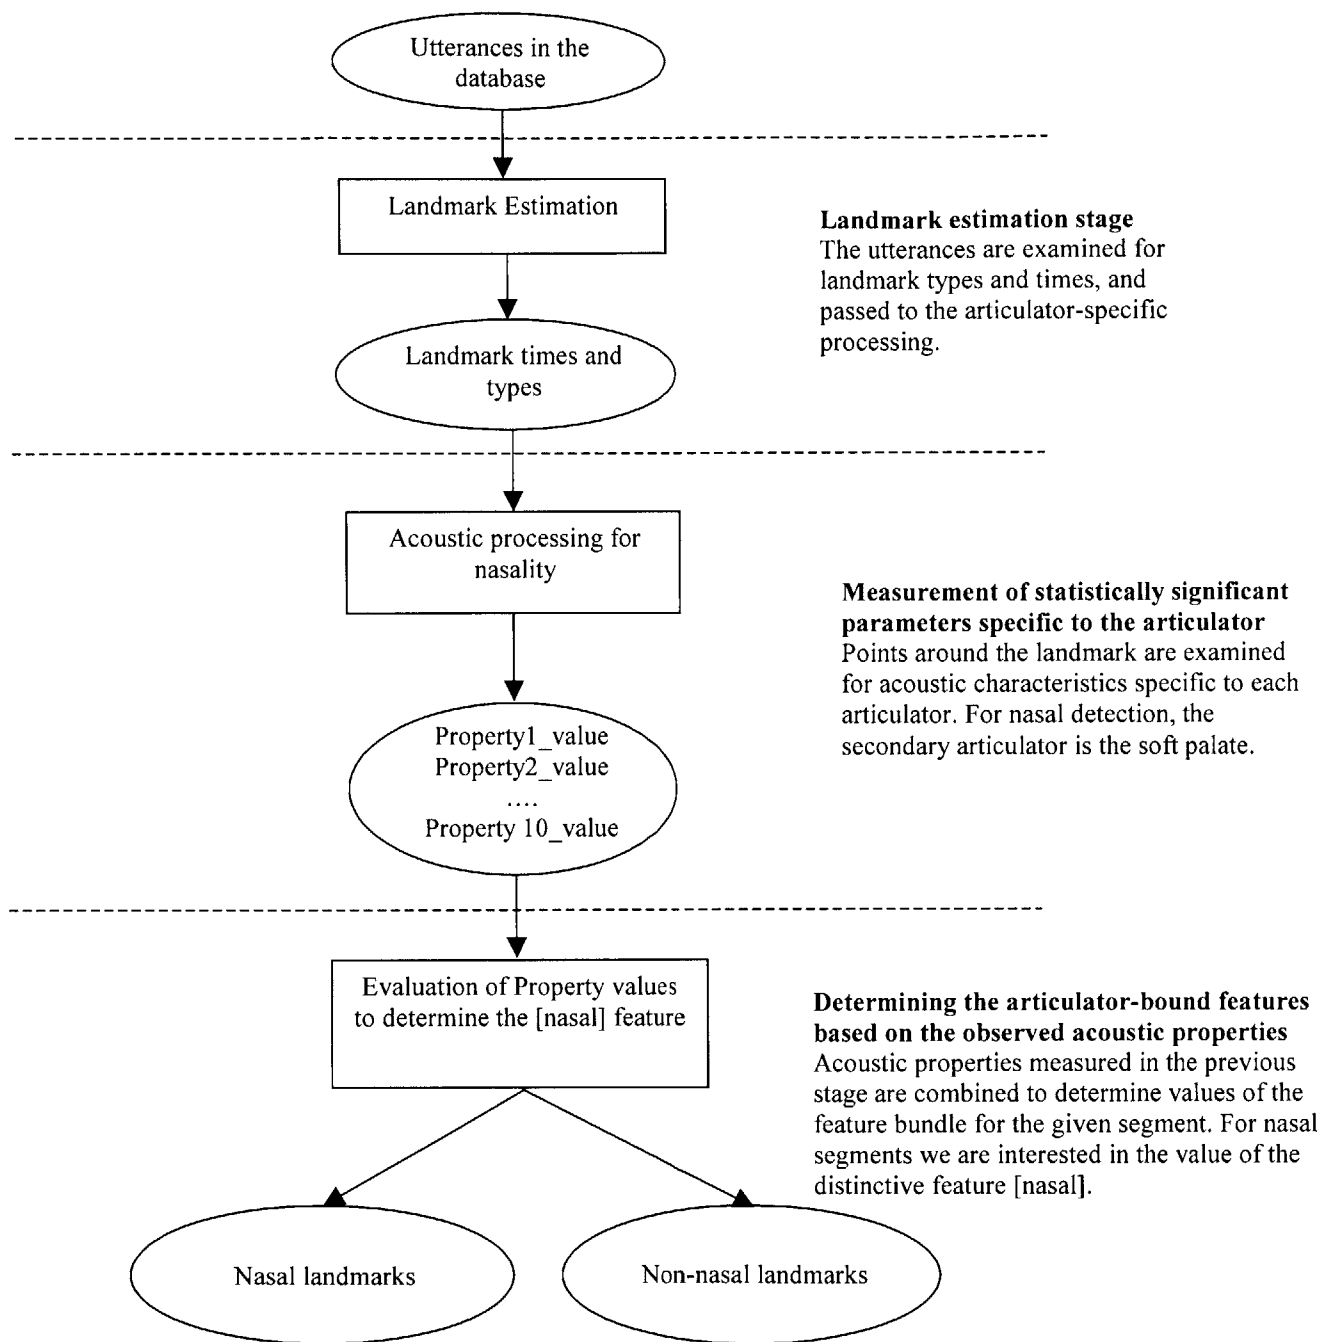 Utterances in the
database
Landmark Estimation
Landmark estimation stage
The utterances are examined for
landmark types and times, and
passed to the articulator-specific
processing.
Landmark times and
types
Acoustic processing for
nasality
Measurement of statistically significant
parameters specific to the articulator
Points around the landmark are examined
for acoustic characteristics specific to each
articulator. For nasal detection, the
secondary articulator is the soft palate.
Property1_value
Property2_value
....
Property 10_value
Evaluation of Property values
to determine the [nasal] feature
Determining the articulator-bound features
based on the observed acoustic properties
Acoustic properties measured in the previous
stage are combined to determine values of the
feature bundle for the given segment. For nasal
segments we are interested in the value of the
distinctive feature [nasal].
Nasal landmarks
Non-nasal landmarks